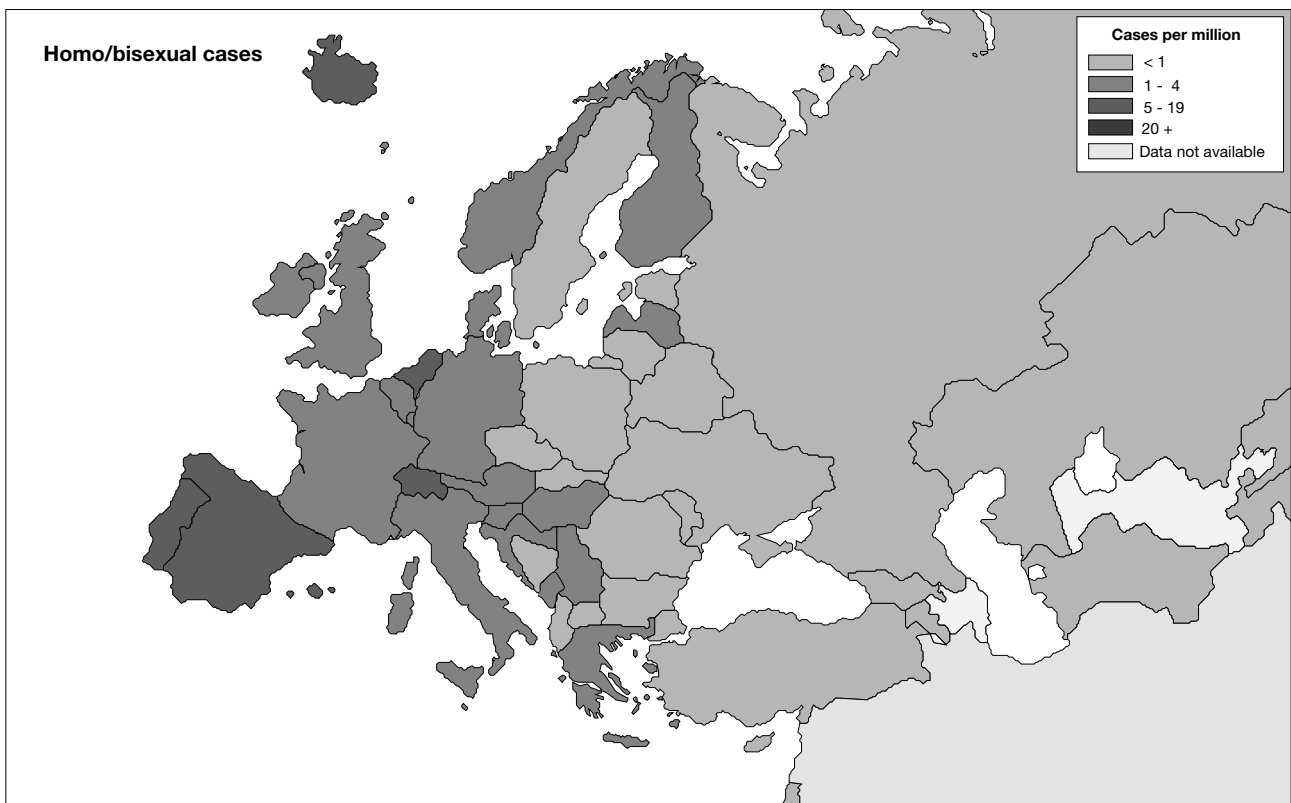 Homo/bisexual cases
Cases per million
< 1
1 - 4
5 - 19
20 +
Data not available